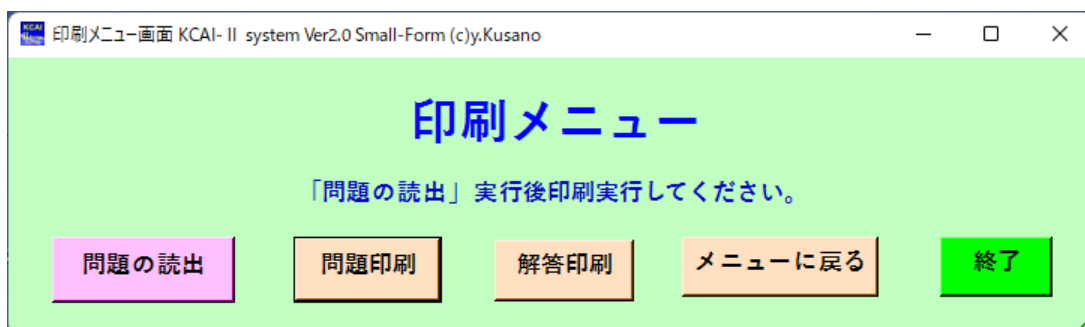 印刷メニュー画面 KCAI-Ⅱ system Ver2.0 Small-Form (c)y.Kusano
印刷メニュー
「問題の読出」実行後印刷実行してください。
問題の読出 問題印刷 解答印刷 メニューに戻る 終了